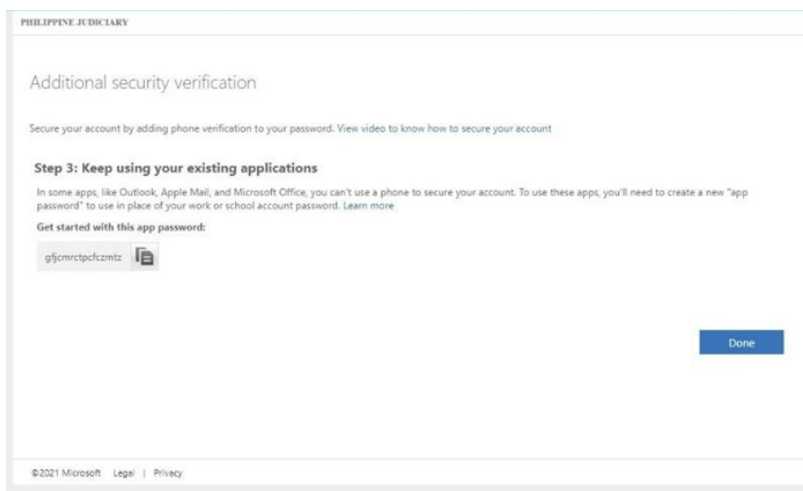 PHILIPPINE JUDICIARY
Additional security verification
Secure your account by adding phone verification to your password. View video to know how to secure your account
Step 3: Keep using your existing applications
In some apps, like Outlook, Apple Mail, and Microsoft Office, you can't use a phone to secure your account. To use these apps, you'll need to create a new "app
password" to use in place of your work or school account password. Learn more
Get started with this app password:
gfjcmrctpcfczmtz
Done
©2021 Microsoft Legal | Privacy